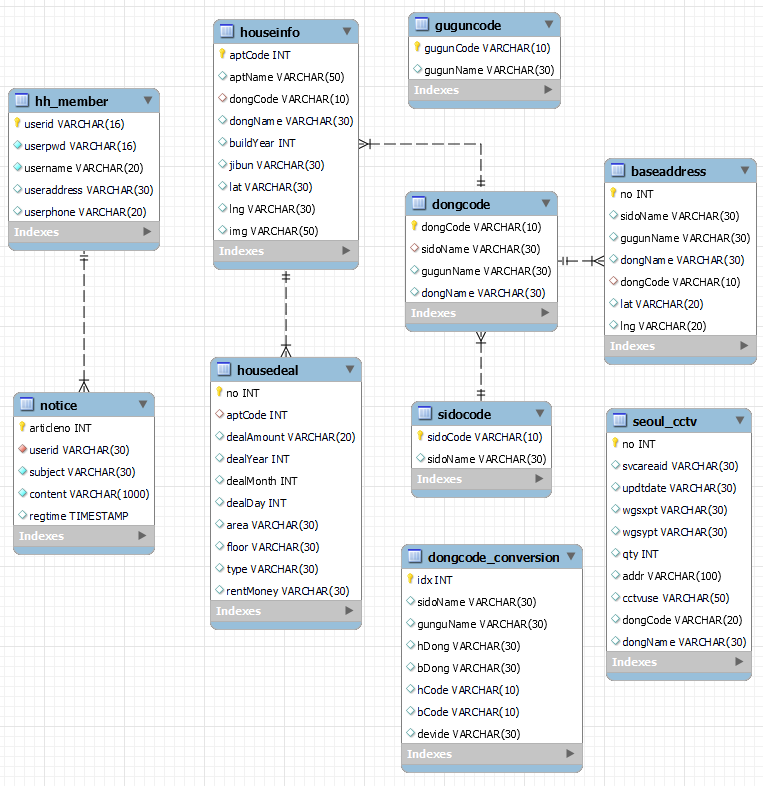 houseinfo
aptCode INT
aptName VARCHAR(50)
dongCode VARCHAR(10)
dongName VARCHAR(30)
buildYear INT
jibun VARCHAR(30)
lat VARCHAR(30)
lng VARCHAR(30)
img VARCHAR(50)
Indexes
guguncode
gugunCode VARCHAR(10)
gugunName VARCHAR(30)
Indexes
hh_member
userid VARCHAR(16)
userpwd VARCHAR(16)
username VARCHAR(20)
useraddress VARCHAR(30)
userphone VARCHAR(20)
Indexes
dongcode
dongCode VARCHAR(10)
sidoName VARCHAR(30)
gugunName VARCHAR(30)
dongName VARCHAR(30)
Indexes
baseaddress
no INT
sidoName VARCHAR(30)
gugunName VARCHAR(30)
dongName VARCHAR(30)
dongCode VARCHAR(10)
lat VARCHAR(20)
lng VARCHAR(20)
Indexes
notice
articleno INT
userid VARCHAR(30)
subject VARCHAR(30)
content VARCHAR(1000)
regtime TIMESTAMP
Indexes
housedeal
no INT
aptCode INT
dealAmount VARCHAR(20)
dealYear INT
dealMonth INT
dealDay INT
area VARCHAR(30)
floor VARCHAR(30)
type VARCHAR(30)
rentMoney VARCHAR(30)
Indexes
sidocode
sidoCode VARCHAR(10)
sidoName VARCHAR(30)
Indexes
seoul_cctv
no INT
svcareaid VARCHAR(30)
updtdate VARCHAR(30)
wgsxpt VARCHAR(30)
wgsypt VARCHAR(30)
qty INT
addr VARCHAR(100)
cctvuse VARCHAR(50)
dongCode VARCHAR(20)
dongName VARCHAR(30)
Indexes
dongcode_conversion
idx INT
sidoName VARCHAR(30)
gunguName VARCHAR(30)
hDong VARCHAR(30)
bDong VARCHAR(30)
hCode VARCHAR(10)
bCode VARCHAR(10)
devide VARCHAR(30)
Indexes